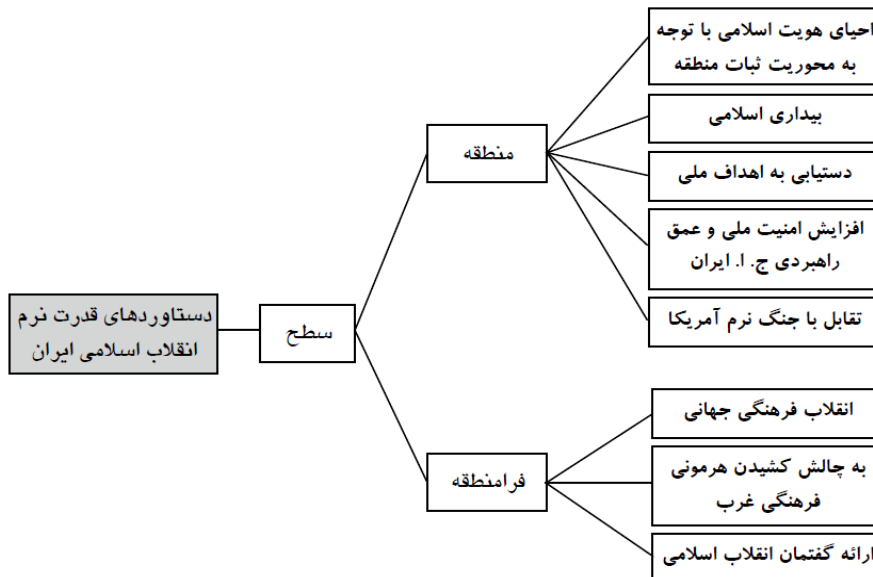 دستاوردهای قدرت نرم
انقلاب اسلامی ایران
سطح
منطقه
احیای هویت اسلامی با توجه
به محوریت ثبات منطقه
بیداری اسلامی
دستیابی به اهداف ملی
افزایش امنیت ملی و عمق
راهبردی ج. ا. ایران
تقابل با جنگ نرم آمریکا
فرامنطقه
انقلاب فرهنگی جهانی
به چالش کشیدن هرمونی
فرهنگی غرب
ارائه گفتمان انقلاب اسلامی